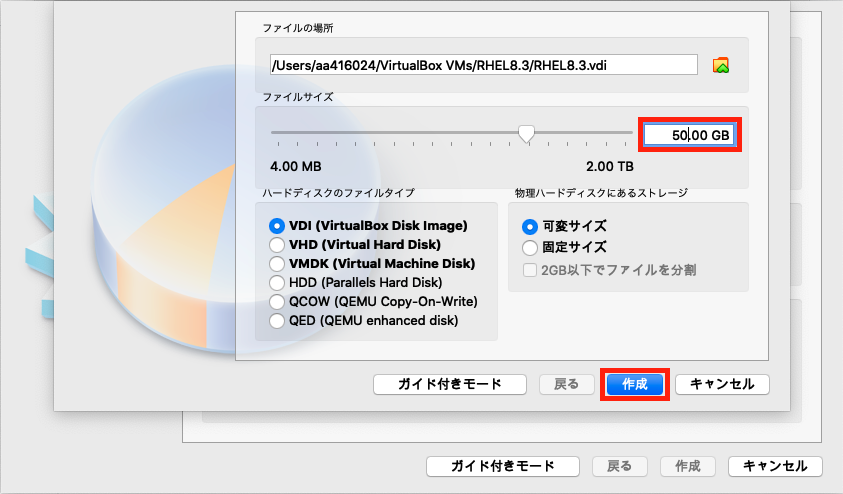 ファイルの場所
/Users/aa416024/VirtualBox VMs/RHEL8.3/RHEL8.3.vdi
ファイルサイズ
50.00 GB
4.00 MB 2.00 TB
ハードディスクのファイルタイプ
VDI (VirtualBox Disk Image)
VHD (Virtual Hard Disk)
VMDK (Virtual Machine Disk)
HDD (Parallels Hard Disk)
QCOW (QEMU Copy-On-Write)
QED (QEMU enhanced disk)
物理ハードディスクにあるストレージ
可変サイズ
固定サイズ
2GB以下でファイルを分割
ガイド付きモード 戻る 作成 キャンセル
ガイド付きモード 戻る 作成 キャンセル